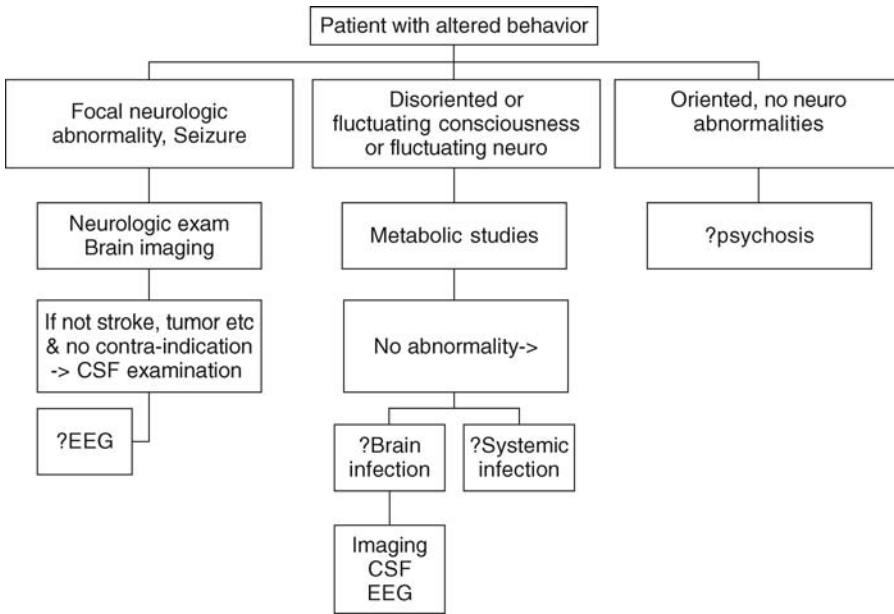 Patient with altered behavior
Focal neurologic
abnormality, Seizure
Disoriented or
fluctuating consciousness
or fluctuating neuro
Oriented, no neuro
abnormalities
Neurologic exam
Brain imaging
Metabolic studies
?psychosis
If not stroke, tumor etc
& no contra-indication
-> CSF examination
No abnormality->
?EEG
?Brain
infection
?Systemic
infection
Imaging
CSF
EEG